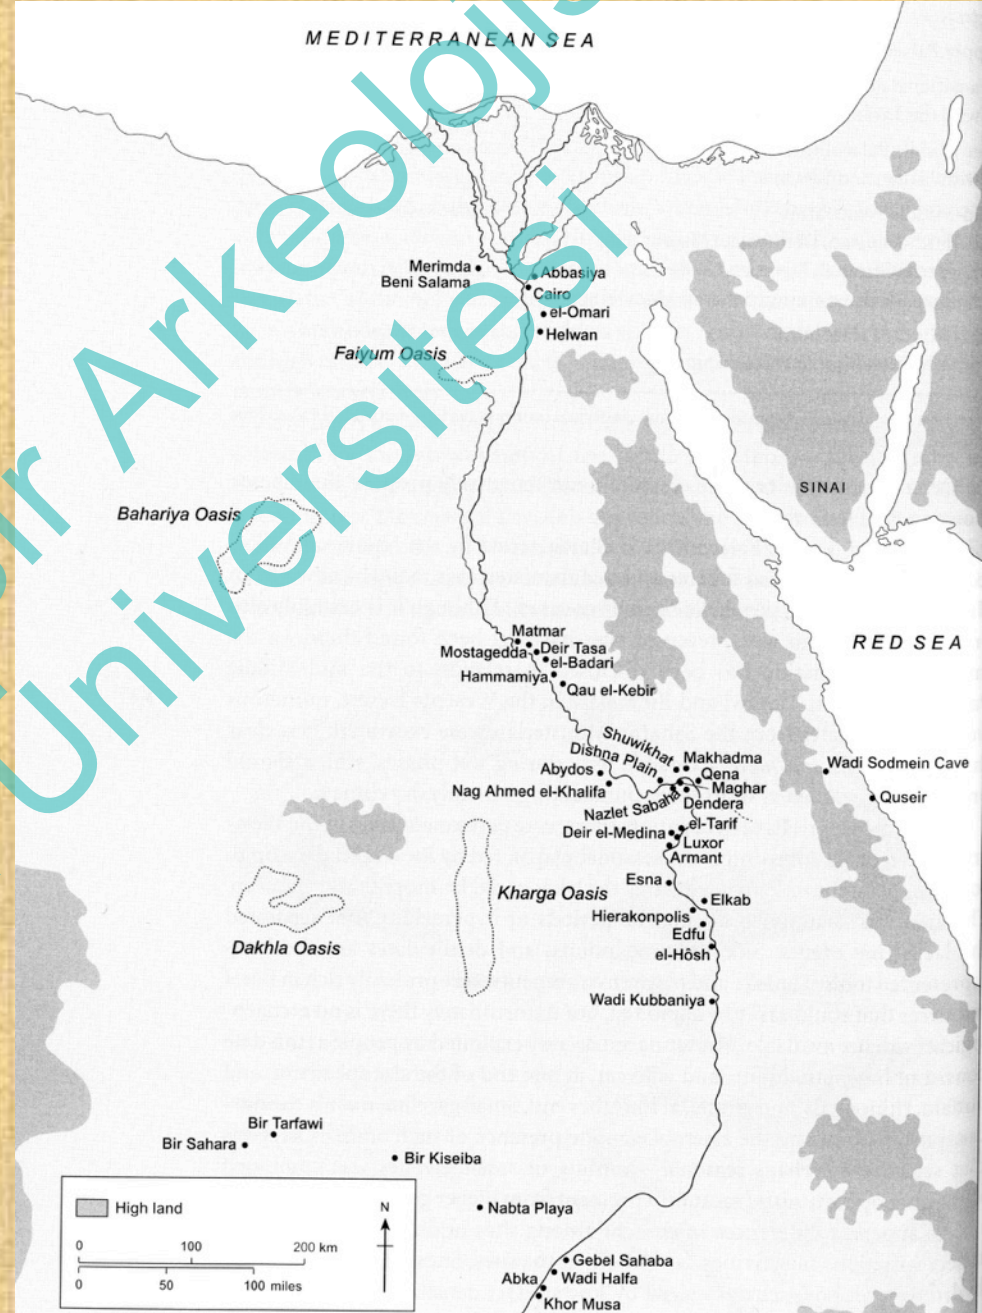 MEDITERRANEAN SEA
Arkeoloji
Üniversitesi
Merimda
Beni Salama
Abbasiya
Cairo
el-Omari
Helwan
Faiyum Oasis
SINAI
Bahariya Oasis
RED SEA
Matmar
Mostagedda
Deir Tasa
el-Badari
Hammamiya
Qau el-Kebir
Shuwikhat
Dishna Plain
Makhadma
Qena
Maghar
Wadi Sodmein Cave
Abydos
Nag Ahmed el-Khalifa
Nazlet Sabaha
Dendera
Quseir
el-Tarif
Deir el-Medina
Luxor
Armant
Esna
Kharga Oasis
Elkab
Hierakonpolis
Edfu
Dakhla Oasis
el-Hôsh
Wadi Kubbaniya
Bir Tarfawi
Bir Sahara
Bir Kiseiba
Nabta Playa
High land
N
0 100 200 km
0 50 100 miles
Gebel Sahaba
Abka
Wadi Halfa
Khor Musa